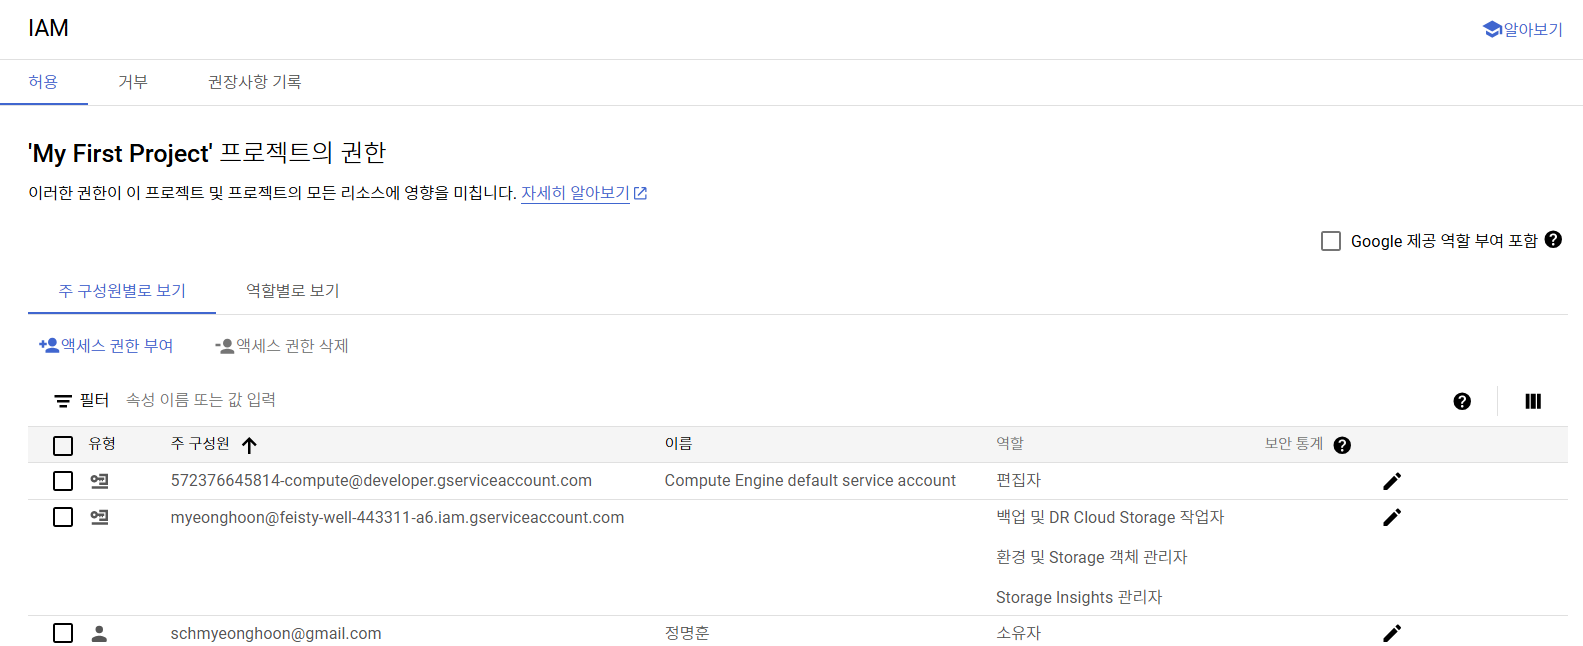 IAM
알아보기
허용 거부 권장사항 기록
'My First Project' 프로젝트의 권한
이러한 권한이 이 프로젝트 및 프로젝트의 모든 리소스에 영향을 미칩니다. 자세히 알아보기
Google 제공 역할 부여 포함
주 구성원별로 보기 역할별로 보기
액세스 권한 부여 액세스 권한 삭제
필터 속성 이름 또는 값 입력
유형 주 구성원 이름 역할 보안 통계
572376645814-compute@developer.gserviceaccount.com Compute Engine default service account 편집자
myeonghoon@feisty-well-443311-a6.iam.gserviceaccount.com 백업 및 DR Cloud Storage 작업자
환경 및 Storage 객체 관리자
Storage Insights 관리자
schmyeonghoon@gmail.com 정명훈 소유자